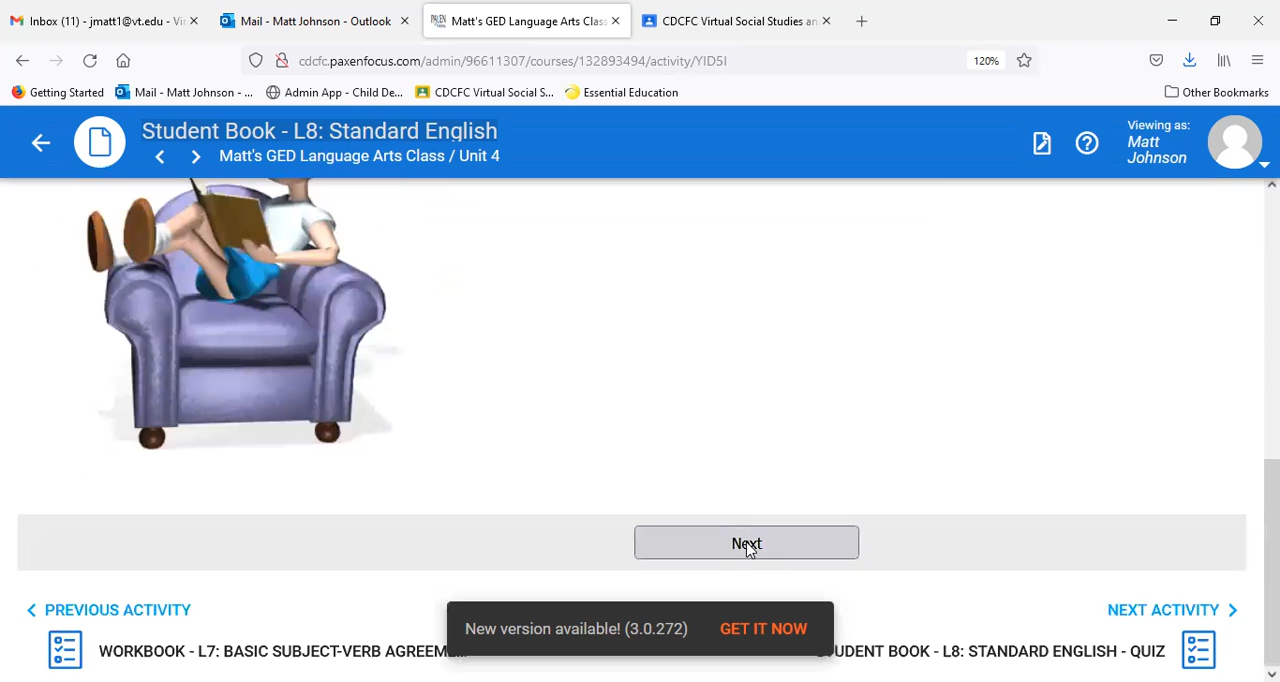 Inbox (11) - jmatt1@vt.edu - Vir
Mail - Matt Johnson - Outlook
Matt's GED Language Arts Class
CDCFC Virtual Social Studies an
cdcfc.paxenfocus.com/admin/96611307/courses/132893494/activity/YID5I
120%
Getting Started
Mail - Matt Johnson - ...
Admin App - Child De...
CDCFC Virtual Social S...
Essential Education
Other Bookmarks
Student Book - L8: Standard English
Matt's GED Language Arts Class / Unit 4
Viewing as:
Matt
Johnson
Next
PREVIOUS ACTIVITY
NEXT ACTIVITY
New version available! (3.0.272)
GET IT NOW
WORKBOOK - L7: BASIC SUBJECT-VERB AGREEME...
STUDENT BOOK - L8: STANDARD ENGLISH - QUIZ